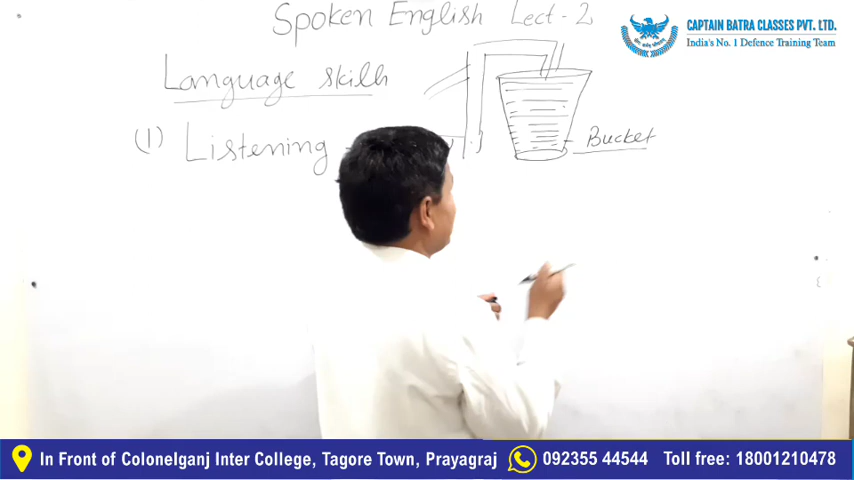 Spoken English Lect-2
CAPTAIN BATRA CLASSES PVT. LTD.
India's No. 1 Defence Training Team
Language skills
(1) Listening
Bucket
In Front of Colonelganj Inter College, Tagore Town, Prayagraj 092355 44544 Toll free: 18001210478